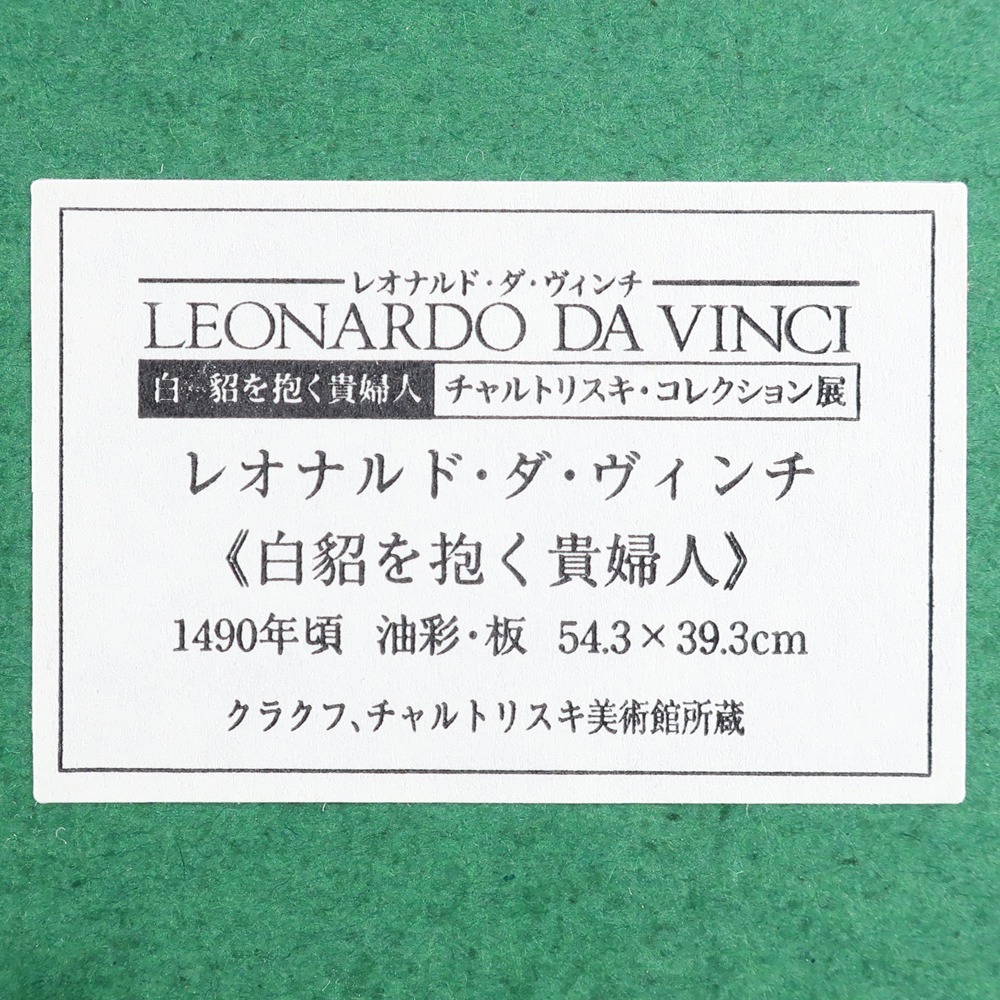 レオナルド・ダ・ヴィンチ
LEONARDO DA VINCI
白貂を抱く貴婦人 チャルトリスキ・コレクション展
レオナルド・ダ・ヴィンチ
《白貂を抱く貴婦人》
1490年頃 油彩・板 54.3×39.3cm
クラクフ、チャルトリスキ美術館所蔵